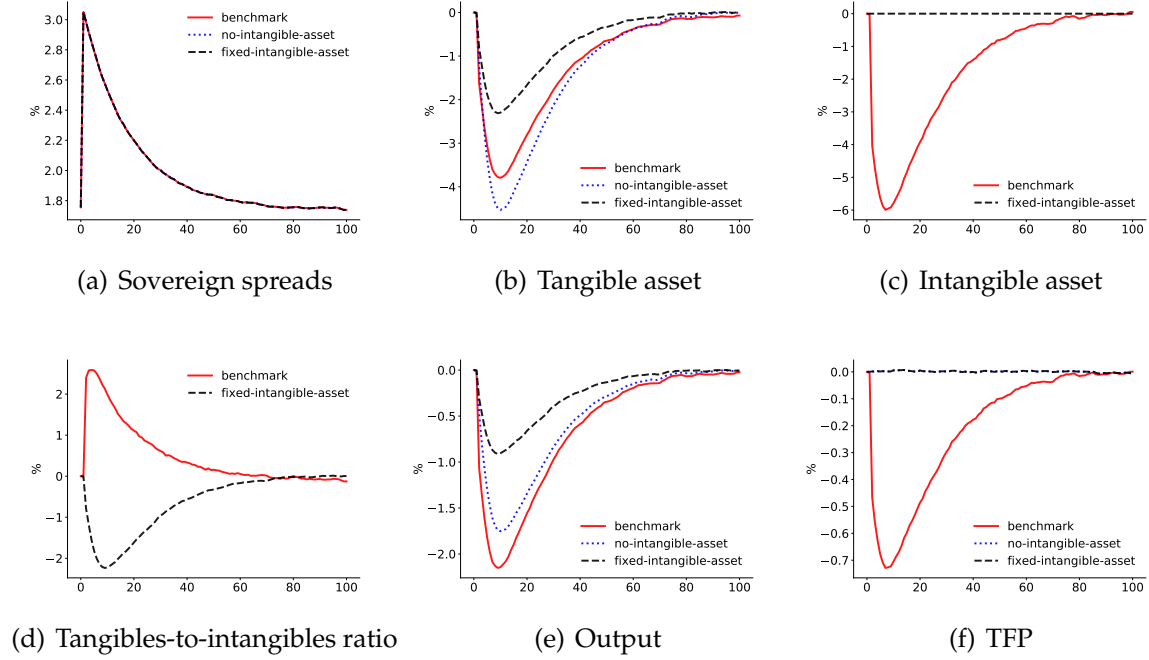 3.0
2.8
2.6
2.4
2.2
2.0
1.8
%
0 20 40 60 80 100
benchmark
no-intangible-asset
fixed-intangible-asset
(a) Sovereign spreads
0
−1
−2
−3
−4
%
0 20 40 60 80 100
benchmark
no-intangible-asset
fixed-intangible-asset
(b) Tangible asset
0
−1
−2
−3
−4
−5
−6
%
0 20 40 60 80 100
benchmark
fixed-intangible-asset
(c) Intangible asset
2
1
0
−1
−2
%
0 20 40 60 80 100
benchmark
fixed-intangible-asset
(d) Tangibles-to-intangibles ratio
0.0
−0.5
−1.0
−1.5
−2.0
%
0 20 40 60 80 100
benchmark
no-intangible-asset
fixed-intangible-asset
(e) Output
0.0
−0.1
−0.2
−0.3
−0.4
−0.5
−0.6
−0.7
%
0 20 40 60 80 100
benchmark
no-intangible-asset
fixed-intangible-asset
(f) TFP